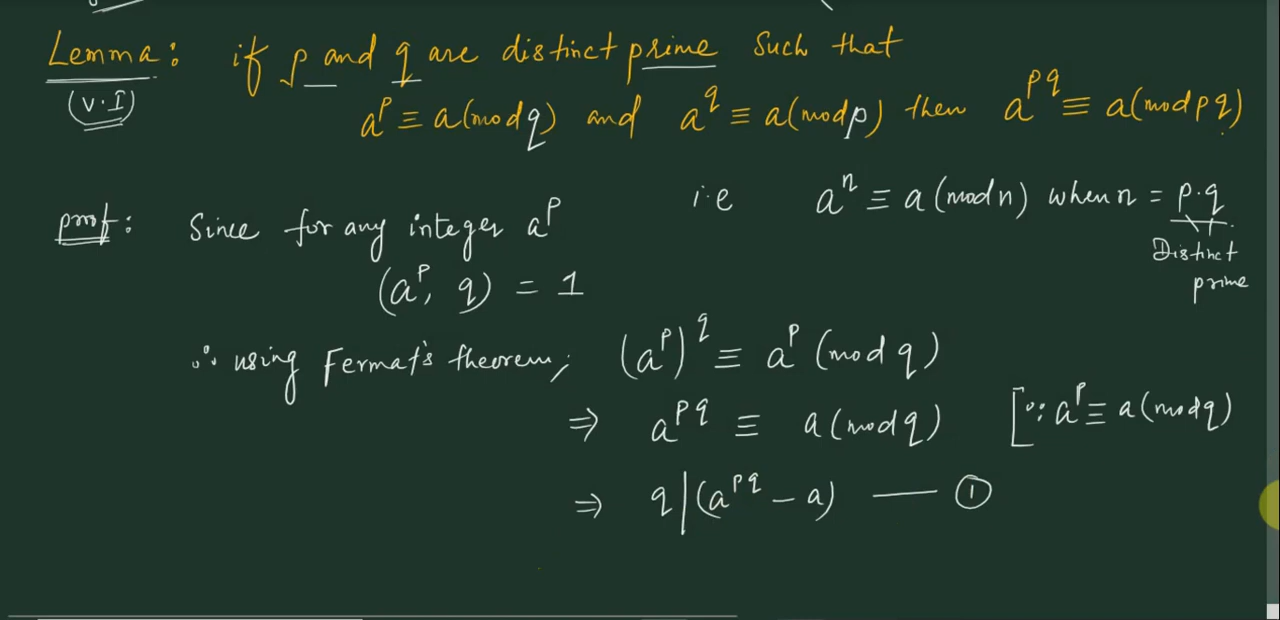 Lemma: if p and q are distinct prime such that
(V.I)
a^p ≡ a(mod q) and a^q ≡ a(mod p) then a^pq ≡ a(mod pq)
i.e a^n ≡ a(mod n) when n = p.q
Distinct
prime
proof: Since for any integer a^p
(a^p, q) = 1
∴ using Fermat's theorem, (a^p)^q ≡ a^p (mod q)
⇒ a^pq ≡ a(mod q) [∵ a^p ≡ a(mod q)
⇒ q|(a^pq - a) — ①